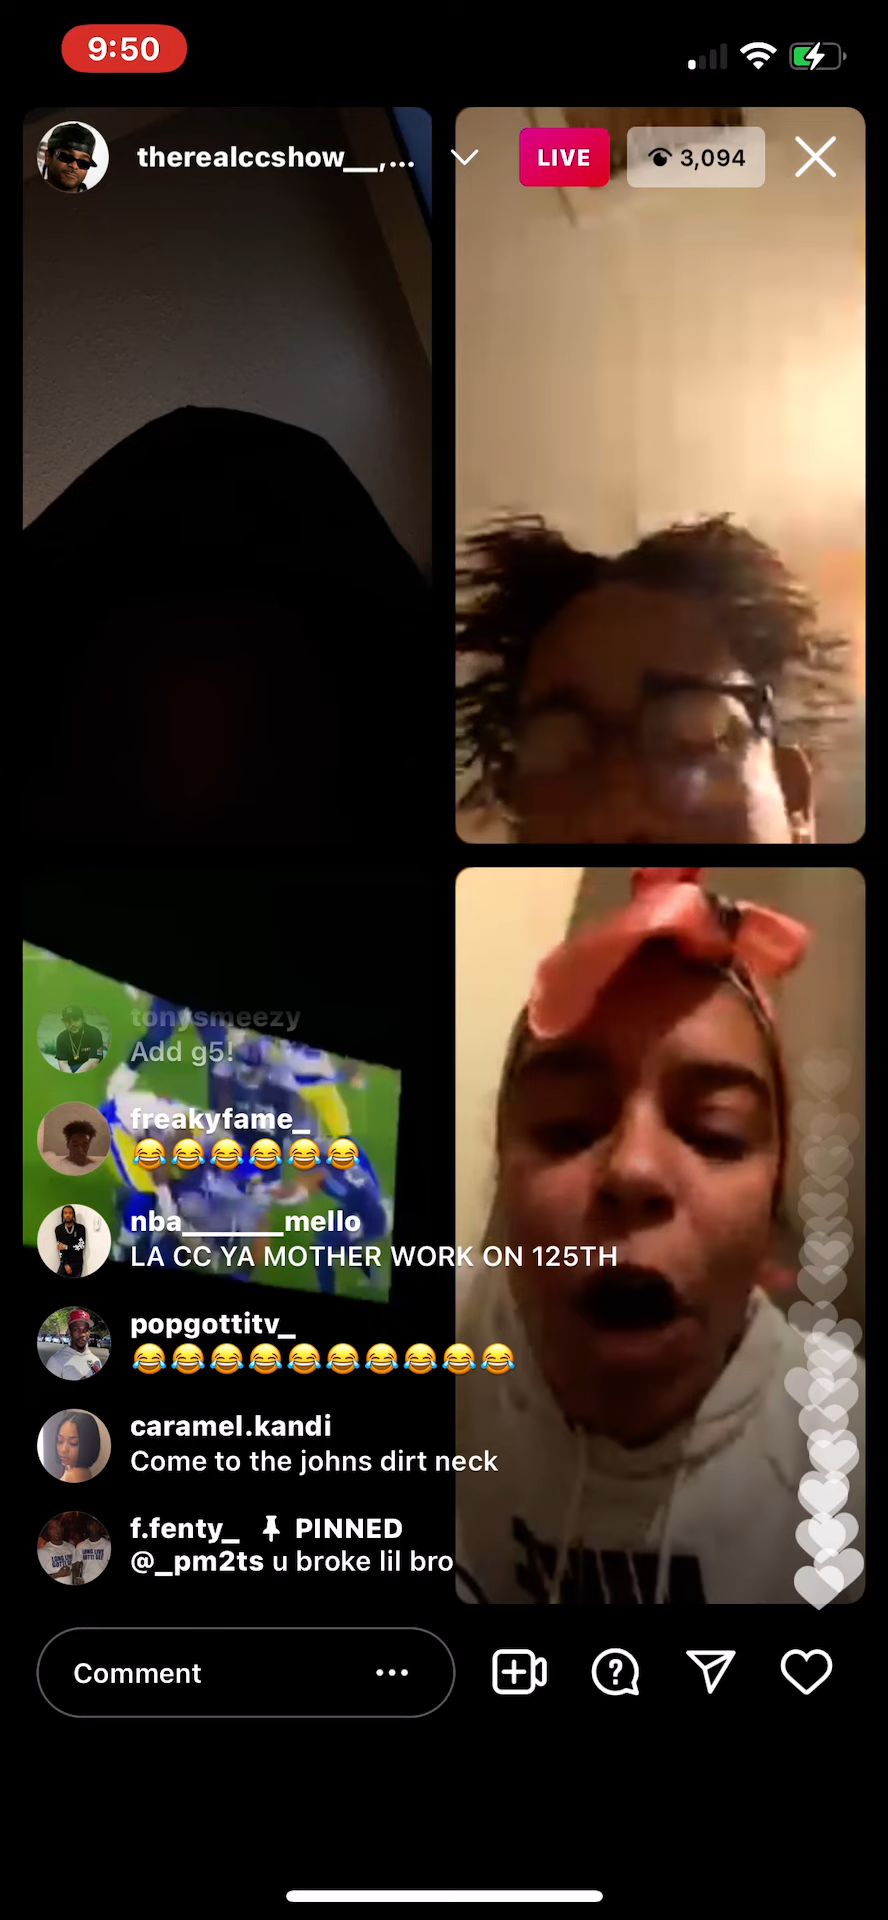 9:50
therealccshow__,...
LIVE
3,094
tonysmeezy
Add g5!
freakyfame_
😂😂😂😂😂😂
nba______mello
LA CC YA MOTHER WORK ON 125TH
popgottitv_
😂😂😂😂😂😂😂😂😂😂
caramel.kandi
Come to the johns dirt neck
f.fenty_ PINNED
@_pm2ts u broke lil bro
Comment